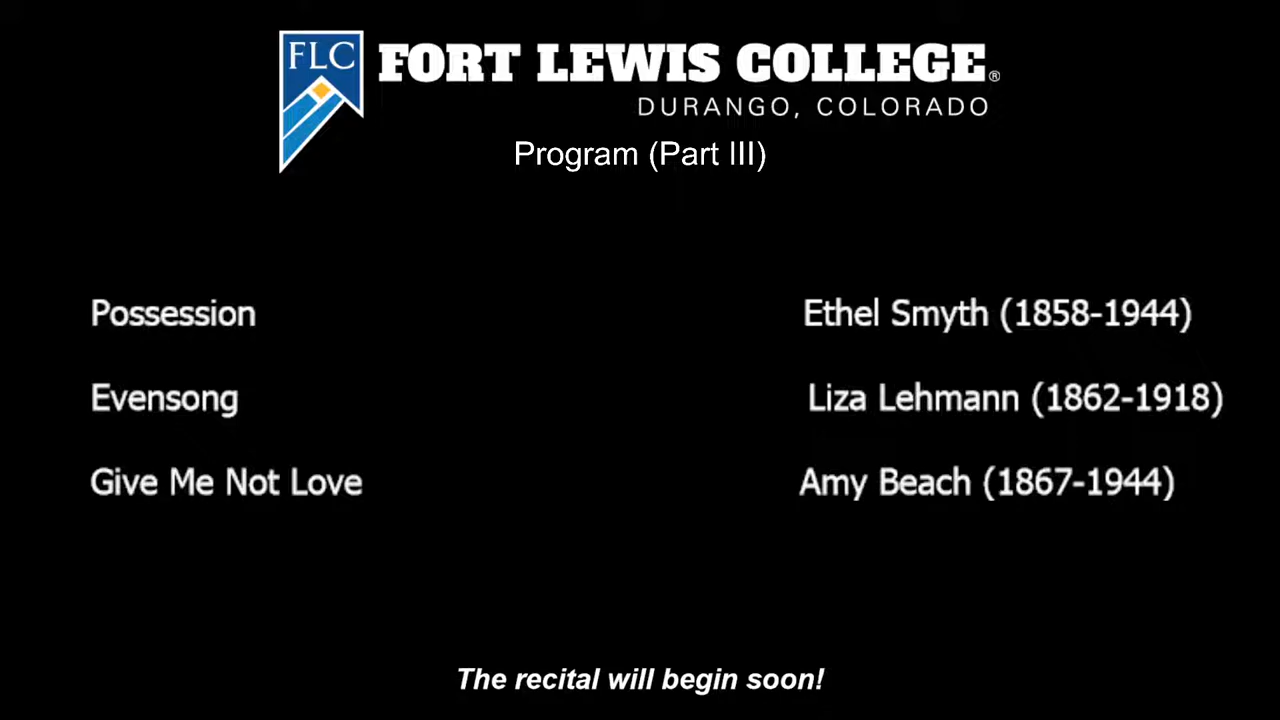 FLC
FORT LEWIS COLLEGE®
DURANGO, COLORADO
Program (Part III)
Possession Ethel Smyth (1858-1944)
Evensong Liza Lehmann (1862-1918)
Give Me Not Love Amy Beach (1867-1944)
The recital will begin soon!